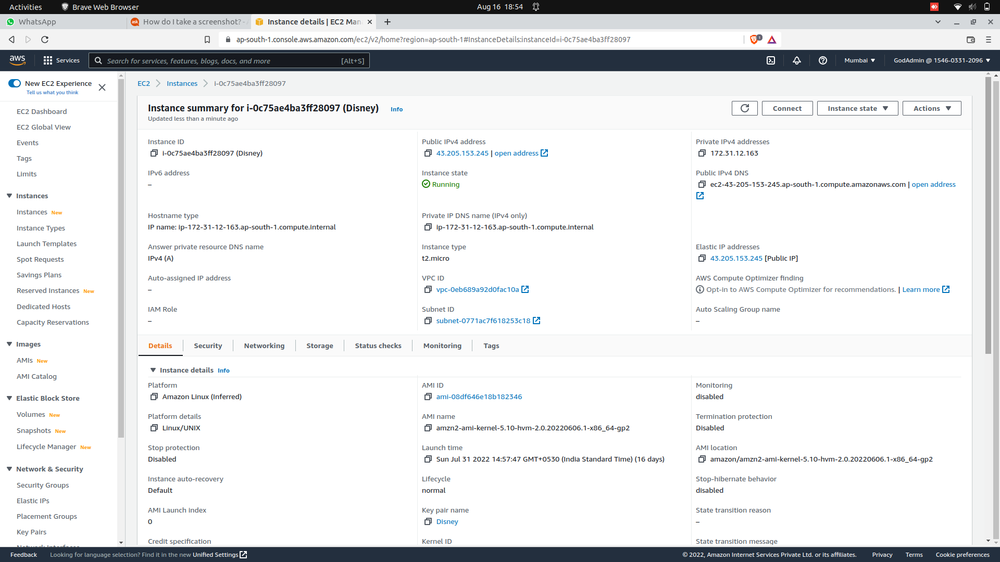 Activities
Brave Web Browser
Aug 16 18:54
WhatsApp
How do I take a screenshot? -
Instance details | EC2 Man
ap-south-1.console.aws.amazon.com/ec2/v2/home?region=ap-south-1#InstanceDetails:instanceId=i-0c75ae4ba3ff28097
1
aws
Services
Search for services, features, blogs, docs, and more
[Alt+S]
Mumbai
GodAdmin @ 1546-0331-2096
New EC2 Experience
Tell us what you think
EC2 Dashboard
EC2 Global View
Events
Tags
Limits
Instances
Instances New
Instance Types
Launch Templates
Spot Requests
Savings Plans
Reserved Instances New
Dedicated Hosts
Capacity Reservations
Images
AMIs New
AMI Catalog
Elastic Block Store
Volumes New
Snapshots New
Lifecycle Manager New
Network & Security
Security Groups
Elastic IPs
Placement Groups
Key Pairs
EC2 > Instances > i-0c75ae4ba3ff28097
Instance summary for i-0c75ae4ba3ff28097 (Disney) Info
Updated less than a minute ago
Connect
Instance state
Actions
Instance ID
i-0c75ae4ba3ff28097 (Disney)
Public IPv4 address
43.205.153.245 | open address
Private IPv4 addresses
172.31.12.163
IPv6 address
–
Instance state
Running
Public IPv4 DNS
ec2-43-205-153-245.ap-south-1.compute.amazonaws.com | open address
Hostname type
IP name: ip-172-31-12-163.ap-south-1.compute.internal
Private IP DNS name (IPv4 only)
ip-172-31-12-163.ap-south-1.compute.internal
Answer private resource DNS name
IPv4 (A)
Instance type
t2.micro
Elastic IP addresses
43.205.153.245 [Public IP]
Auto-assigned IP address
–
VPC ID
vpc-0eb689a92d0fac10a
AWS Compute Optimizer finding
Opt-in to AWS Compute Optimizer for recommendations. | Learn more
IAM Role
–
Subnet ID
subnet-0771ac7f618253c18
Auto Scaling Group name
–
Details
Security
Networking
Storage
Status checks
Monitoring
Tags
Instance details Info
Platform
Amazon Linux (Inferred)
AMI ID
ami-08df646e18b182346
Monitoring
disabled
Platform details
Linux/UNIX
AMI name
amzn2-ami-kernel-5.10-hvm-2.0.20220606.1-x86_64-gp2
Termination protection
Disabled
Stop protection
Disabled
Launch time
Sun Jul 31 2022 14:57:47 GMT+0530 (India Standard Time) (16 days)
AMI location
amazon/amzn2-ami-kernel-5.10-hvm-2.0.20220606.1-x86_64-gp2
Instance auto-recovery
Default
Lifecycle
normal
Stop-hibernate behavior
disabled
AMI Launch index
0
Key pair name
Disney
State transition reason
–
Credit specification
Kernel ID
State transition message
Feedback
Looking for language selection? Find it in the new Unified Settings
© 2022, Amazon Internet Services Private Ltd. or its affiliates.
Privacy
Terms
Cookie preferences